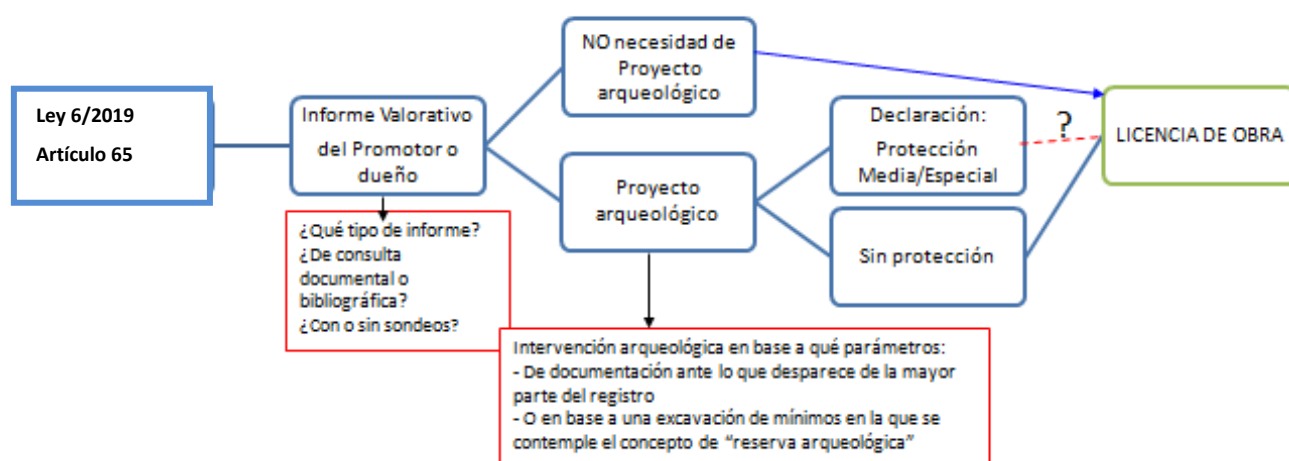 Ley 6/2019
Artículo 65
Informe Valorativo
del Promotor o
dueño
¿Qué tipo de informe?
¿De consulta
documental o
bibliográfica?
¿Con o sin sondeos?
NO necesidad de
Proyecto
arqueológico
Proyecto
arqueológico
Intervención arqueológica en base a qué parámetros:
- De documentación ante lo que desparece de la mayor
parte del registro
- O en base a una excavación de mínimos en la que se
contemple el concepto de “reserva arqueológica”
Declaración:
Protección
Media/Especial
Sin protección
?
LICENCIA DE OBRA